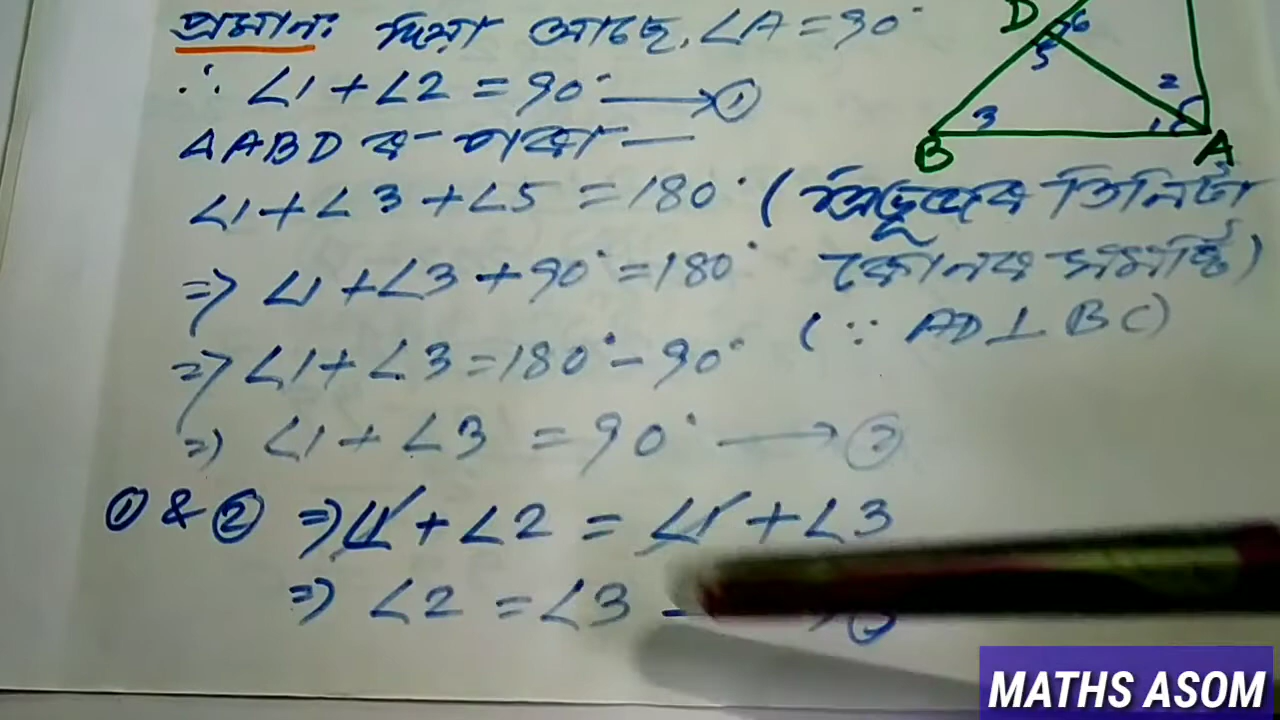 প্ৰমাণ: দিয়া আছে, ∠A = 90°
∴ ∠1 + ∠2 = 90° ⟶ ①
ΔABD ৰ পৰা —
∠1 + ∠3 + ∠5 = 180° (ত্ৰিভূজৰ তিনিটা
⇒ ∠1 + ∠3 + 90° = 180° কোণৰ সমষ্টি)
⇒ ∠1 + ∠3 = 180° - 90° (∵ AD ⊥ BC)
⇒ ∠1 + ∠3 = 90° ⟶ ②
① & ② ⇒ ∠1 + ∠2 = ∠1 + ∠3
⇒ ∠2 = ∠3
D 6
5 2
3 1
B A
MATHS ASOM